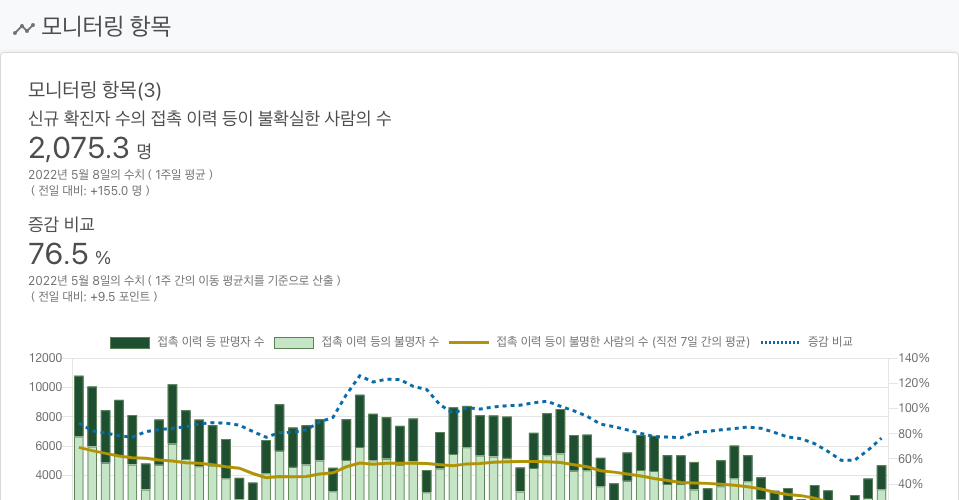 모니터링 항목
모니터링 항목(3)
신규 확진자 수의 접촉 이력 등이 불확실한 사람의 수
2,075.3 명
2022년 5월 8일의 수치 ( 1주일 평균 )
( 전일 대비: +155.0 명 )
증감 비교
76.5 %
2022년 5월 8일의 수치 ( 1주 간의 이동 평균치를 기준으로 산출 )
( 전일 대비: +9.5 포인트 )
접촉 이력 등 판명자 수 접촉 이력 등의 불명자 수 접촉 이력 등이 불명한 사람의 수 (직전 7일 간의 평균) 증감 비교
12000 140%
10000 120%
8000 100%
6000 80%
4000 60%
40%